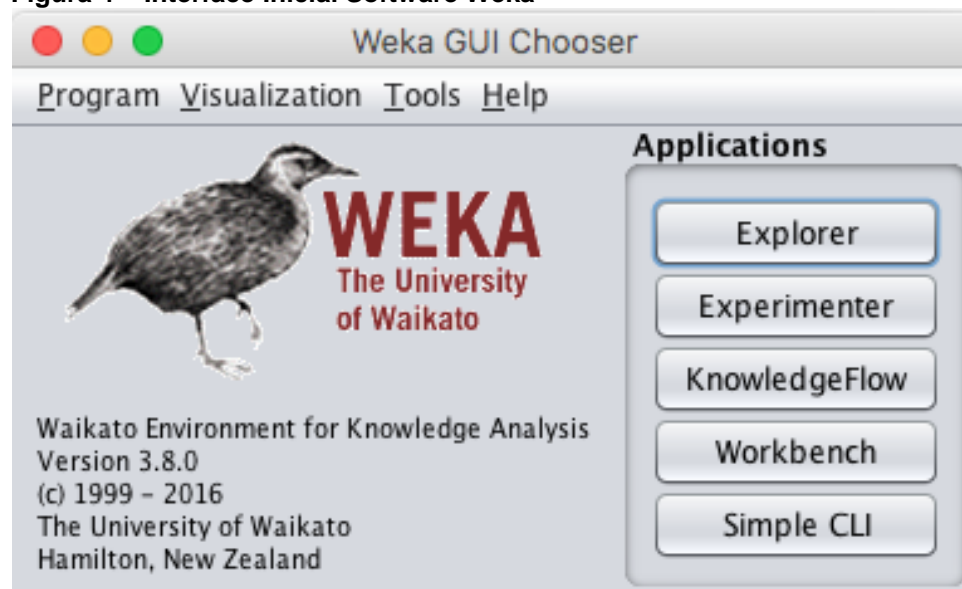 Weka GUI Chooser
Program Visualization Tools Help
WEKA
The University
of Waikato
Waikato Environment for Knowledge Analysis
Version 3.8.0
(c) 1999 – 2016
The University of Waikato
Hamilton, New Zealand
Applications
Explorer
Experimenter
KnowledgeFlow
Workbench
Simple CLI